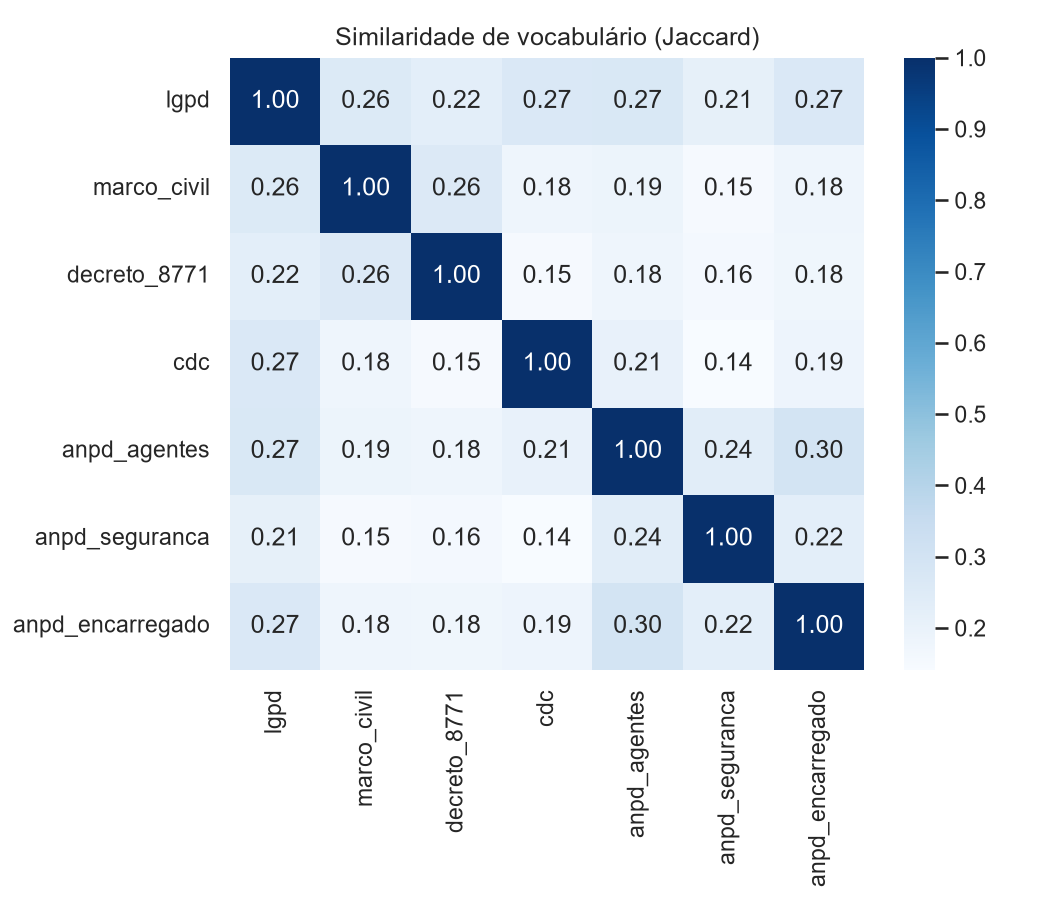 Similaridade de vocabulário (Jaccard)
lgpd 1.00 0.26 0.22 0.27 0.27 0.21 0.27
marco_civil 0.26 1.00 0.26 0.18 0.19 0.15 0.18
decreto_8771 0.22 0.26 1.00 0.15 0.18 0.16 0.18
cdc 0.27 0.18 0.15 1.00 0.21 0.14 0.19
anpd_agentes 0.27 0.19 0.18 0.21 1.00 0.24 0.30
anpd_seguranca 0.21 0.15 0.16 0.14 0.24 1.00 0.22
anpd_encarregado 0.27 0.18 0.18 0.19 0.30 0.22 1.00
lgpd
marco_civil
decreto_8771
cdc
anpd_agentes
anpd_seguranca
anpd_encarregado
1.0
0.9
0.8
0.7
0.6
0.5
0.4
0.3
0.2